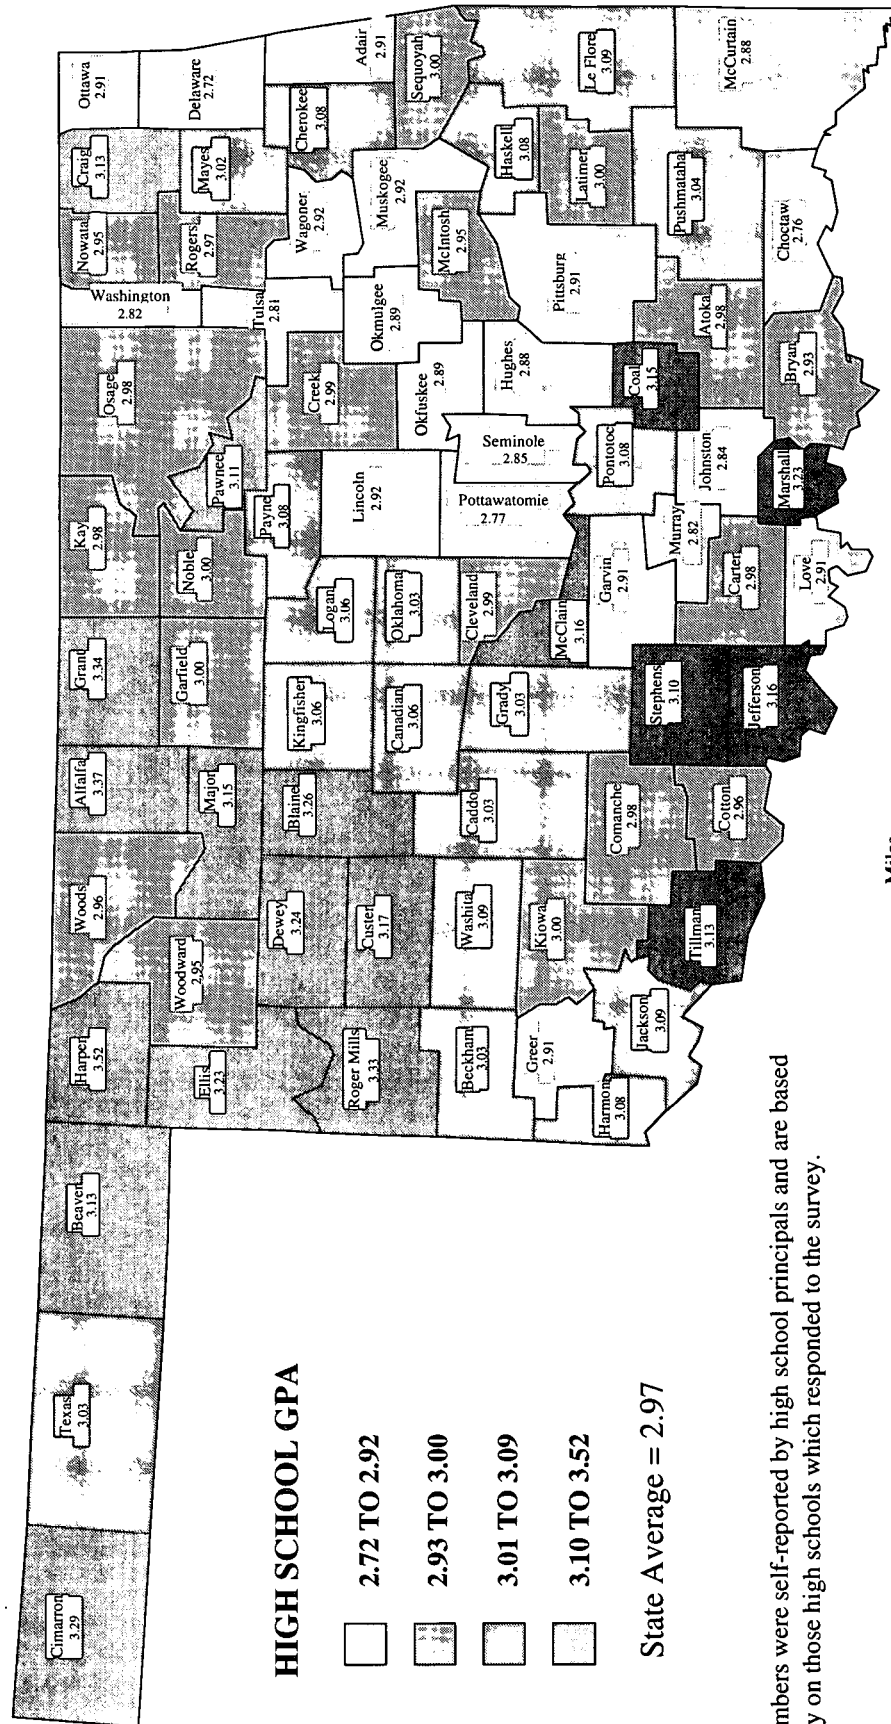 Cimarron
3.29
Texas
3.03
Beaver
3.13
Harper
3.52
Woods
2.96
Alfalfa
3.37
Grant
3.34
Kay
2.98
Osage
2.98
Washington
2.82
Nowata
2.95
Craig
3.13
Ottawa
2.91
Ellis
3.23
Woodward
2.95
Major
3.15
Garfield
3.00
Noble
3.00
Pawnee
3.11
Rogers
2.97
Mayes
3.02
Delaware
2.72
Roger Mills
3.33
Dewey
3.24
Blaine
3.26
Kingfisher
3.06
Logan
3.06
Payne
3.08
Creek
2.99
Tulsa
2.81
Wagoner
2.92
Cherokee
3.08
Adair
2.91
Custer
3.17
Canadian
3.06
Oklahoma
3.03
Lincoln
2.92
Okfuskee
2.89
Okmulgee
2.89
Muskogee
2.92
Sequoyah
3.00
Beckham
3.03
Washita
3.09
Caddo
3.03
Grady
3.03
Cleveland
2.99
McClain
3.16
Pottawatomie
2.77
Seminole
2.85
Hughes
2.88
McIntosh
2.95
Haskell
3.08
Greer
2.91
Kiowa
3.00
Comanche
2.98
Stephens
3.10
Garvin
2.91
Pontotoc
3.08
Coal
3.15
Pittsburg
2.91
Latimer
3.00
Le Flore
3.09
Harmon
3.08
Jackson
3.09
Tillman
3.13
Cotton
2.96
Jefferson
3.16
Murray
2.82
Carter
2.98
Johnston
2.84
Atoka
2.98
Pushmataha
3.04
McCurtain
2.88
Love
2.91
Marshall
3.23
Bryan
2.93
Choctaw
2.76
HIGH SCHOOL GPA
2.72 TO 2.92
2.93 TO 3.00
3.01 TO 3.09
3.10 TO 3.52
State Average = 2.97
mbers were self-reported by high school principals and are based
y on those high schools which responded to the survey.